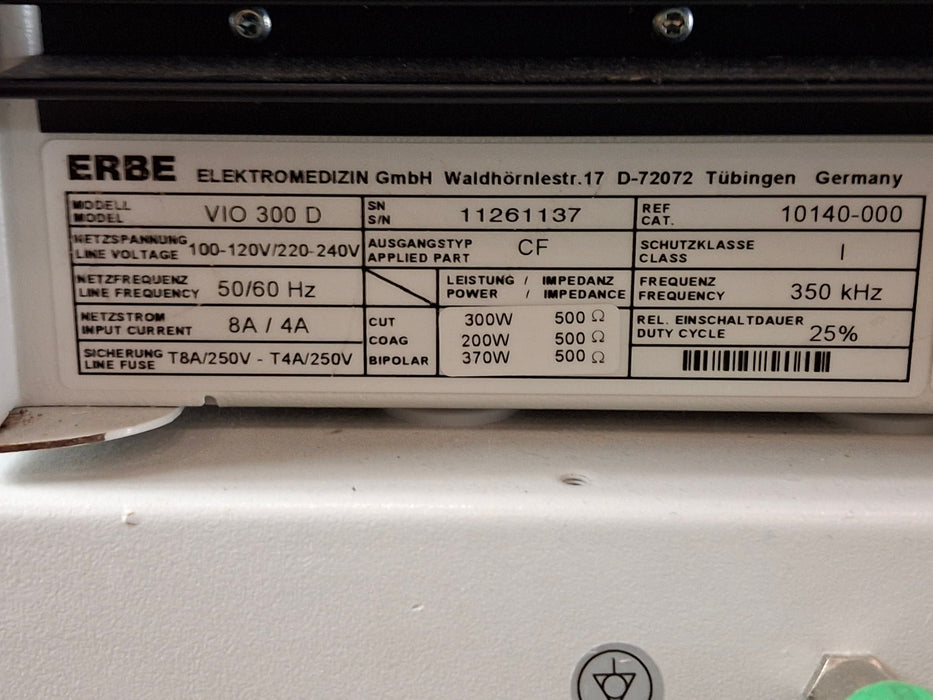 ERBE ELEKTROMEDIZIN GmbH Waldhörnlestr.17 D-72072 Tübingen Germany
MODELL
MODEL
VIO 300 D
SN
S/N
11261137
REF
CAT.
10140-000
NETZSPANNUNG
LINE VOLTAGE
100-120V/220-240V
AUSGANGSTYP
APPLIED PART
CF
SCHUTZKLASSE
CLASS
I
NETZFREQUENZ
LINE FREQUENCY
50/60 Hz
LEISTUNG / IMPEDANZ
POWER / IMPEDANCE
FREQUENZ
FREQUENCY
350 kHz
NETZSTROM
INPUT CURRENT
8A / 4A
CUT 300W 500 Ω
COAG 200W 500 Ω
BIPOLAR 370W 500 Ω
REL. EINSCHALTDAUER
DUTY CYCLE
25%
SICHERUNG
LINE FUSE
T8A/250V - T4A/250V